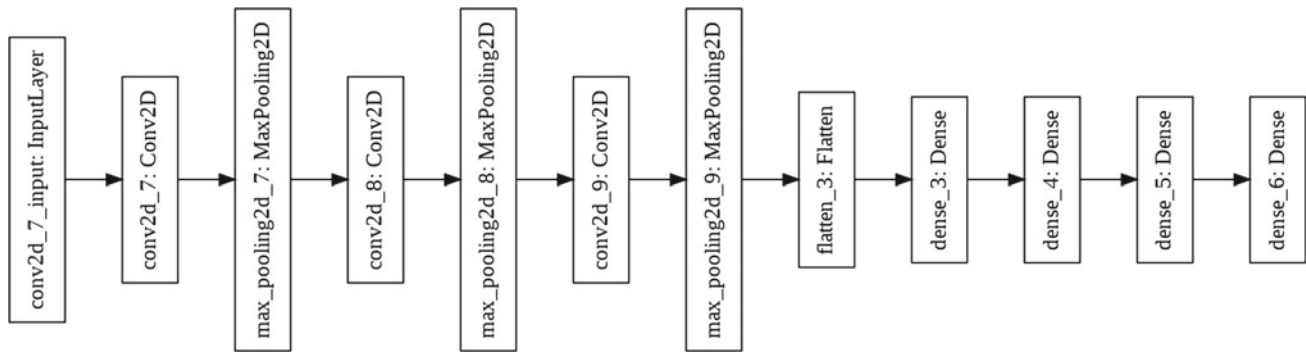 conv2d_7_input: InputLayer
conv2d_7: Conv2D
max_pooling2d_7: MaxPooling2D
conv2d_8: Conv2D
max_pooling2d_8: MaxPooling2D
conv2d_9: Conv2D
max_pooling2d_9: MaxPooling2D
flatten_3: Flatten
dense_3: Dense
dense_4: Dense
dense_5: Dense
dense_6: Dense